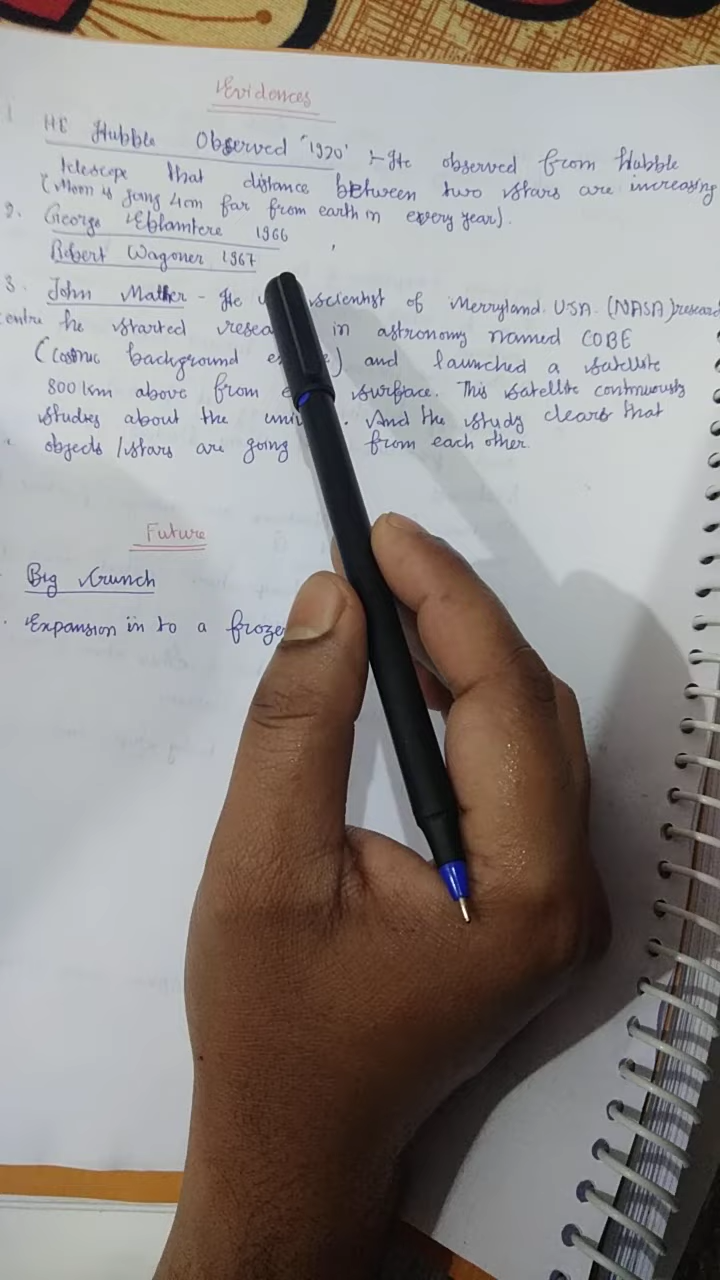 Evidences
1 HE Hubble Observed '1920' :- He observed from Hubble
telescope that distance between two stars are increasing
(Moon is going 4cm far from earth in every year).
2. George Eblamtere 1966
Robert Wagoner 1967
3. John Mather - He scientist of Merryland. USA. (NASA) research
centre he started resea in astronomy named COBE
(cosmic background e e) and launched a satellite
800 km above from e surface. This satellite continuously
studies about the univ . And the study clears that
objects / stars are going from each other.
Future
Big Crunch
Expansion in to a froze